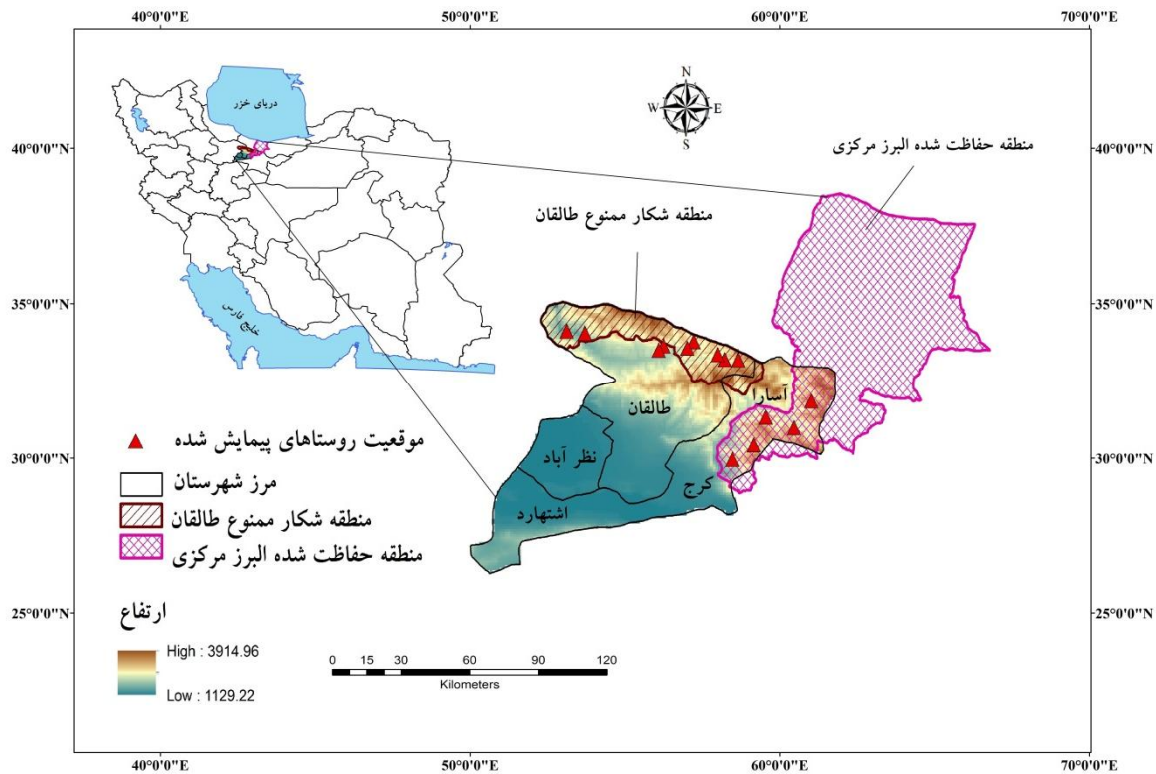 40°0'0"E
50°0'0"E
60°0'0"E
70°0'0"E
40°0'0"N
35°0'0"N
30°0'0"N
25°0'0"N
40°0'0"N
35°0'0"N
30°0'0"N
25°0'0"N
دریای خزر
خلیج فارس
N
W
E
S
منطقه حفاظت شده البرز مرکزی
منطقه شکار ممنوع طالقان
آسارا
طالقان
نظر آباد
کرج
اشتهارد
موقعیت روستاهای پیمایش شده
مرز شهرستان
منطقه شکار ممنوع طالقان
منطقه حفاظت شده البرز مرکزی
ارتفاع
High : 3914.96
Low : 1129.22
0 15 30 60 90 120
Kilometers
40°0'0"E
50°0'0"E
60°0'0"E
70°0'0"E